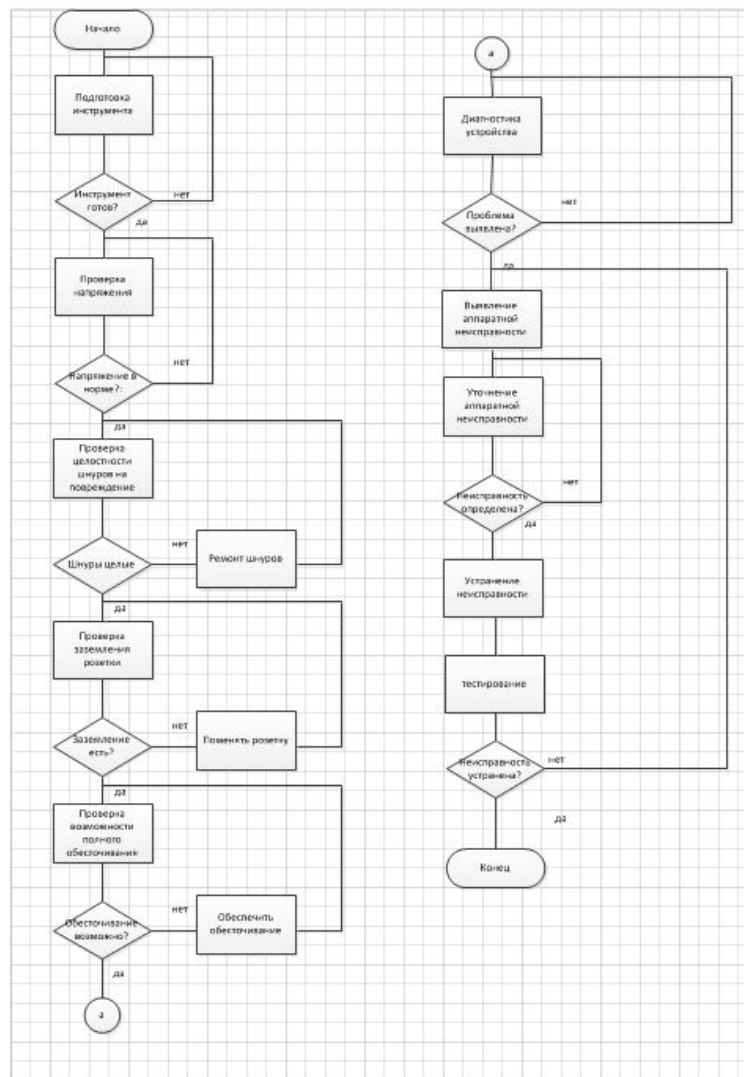 Начало
Подготовка
инструмента
Инструмент
готов?
нет
да
Проверка
напряжения
нет
Напряжение в
норме?:
да
Проверка
целостности
шнуров на
повреждение
нет
Шнуры целые
Ремонт шнуров
да
Проверка
заземления
розетки
нет
Заземление
есть?
Поменять розетку
да
Проверка
возможности
полного
обесточивания
нет
Обесточивание
возможно?
Обеспечить
обесточивание
да
а
а
Диагностика
устройства
нет
Проблема
выявлена?
да
Выявление
аппаратной
неисправности
Уточнение
аппаратной
неисправности
нет
Неисправность
определена?
да
Устранение
неисправности
тестирование
Неисправность
устранена?
нет
да
Конец